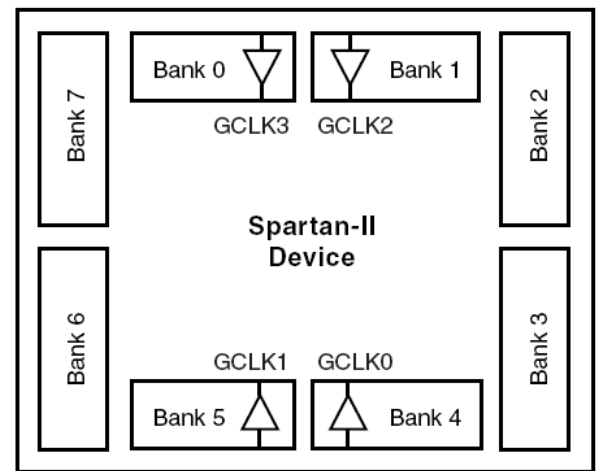 Bank 0
Bank 1
GCLK3
GCLK2
Bank 7
Bank 2
Spartan-II
Device
Bank 6
Bank 3
GCLK1
GCLK0
Bank 5
Bank 4